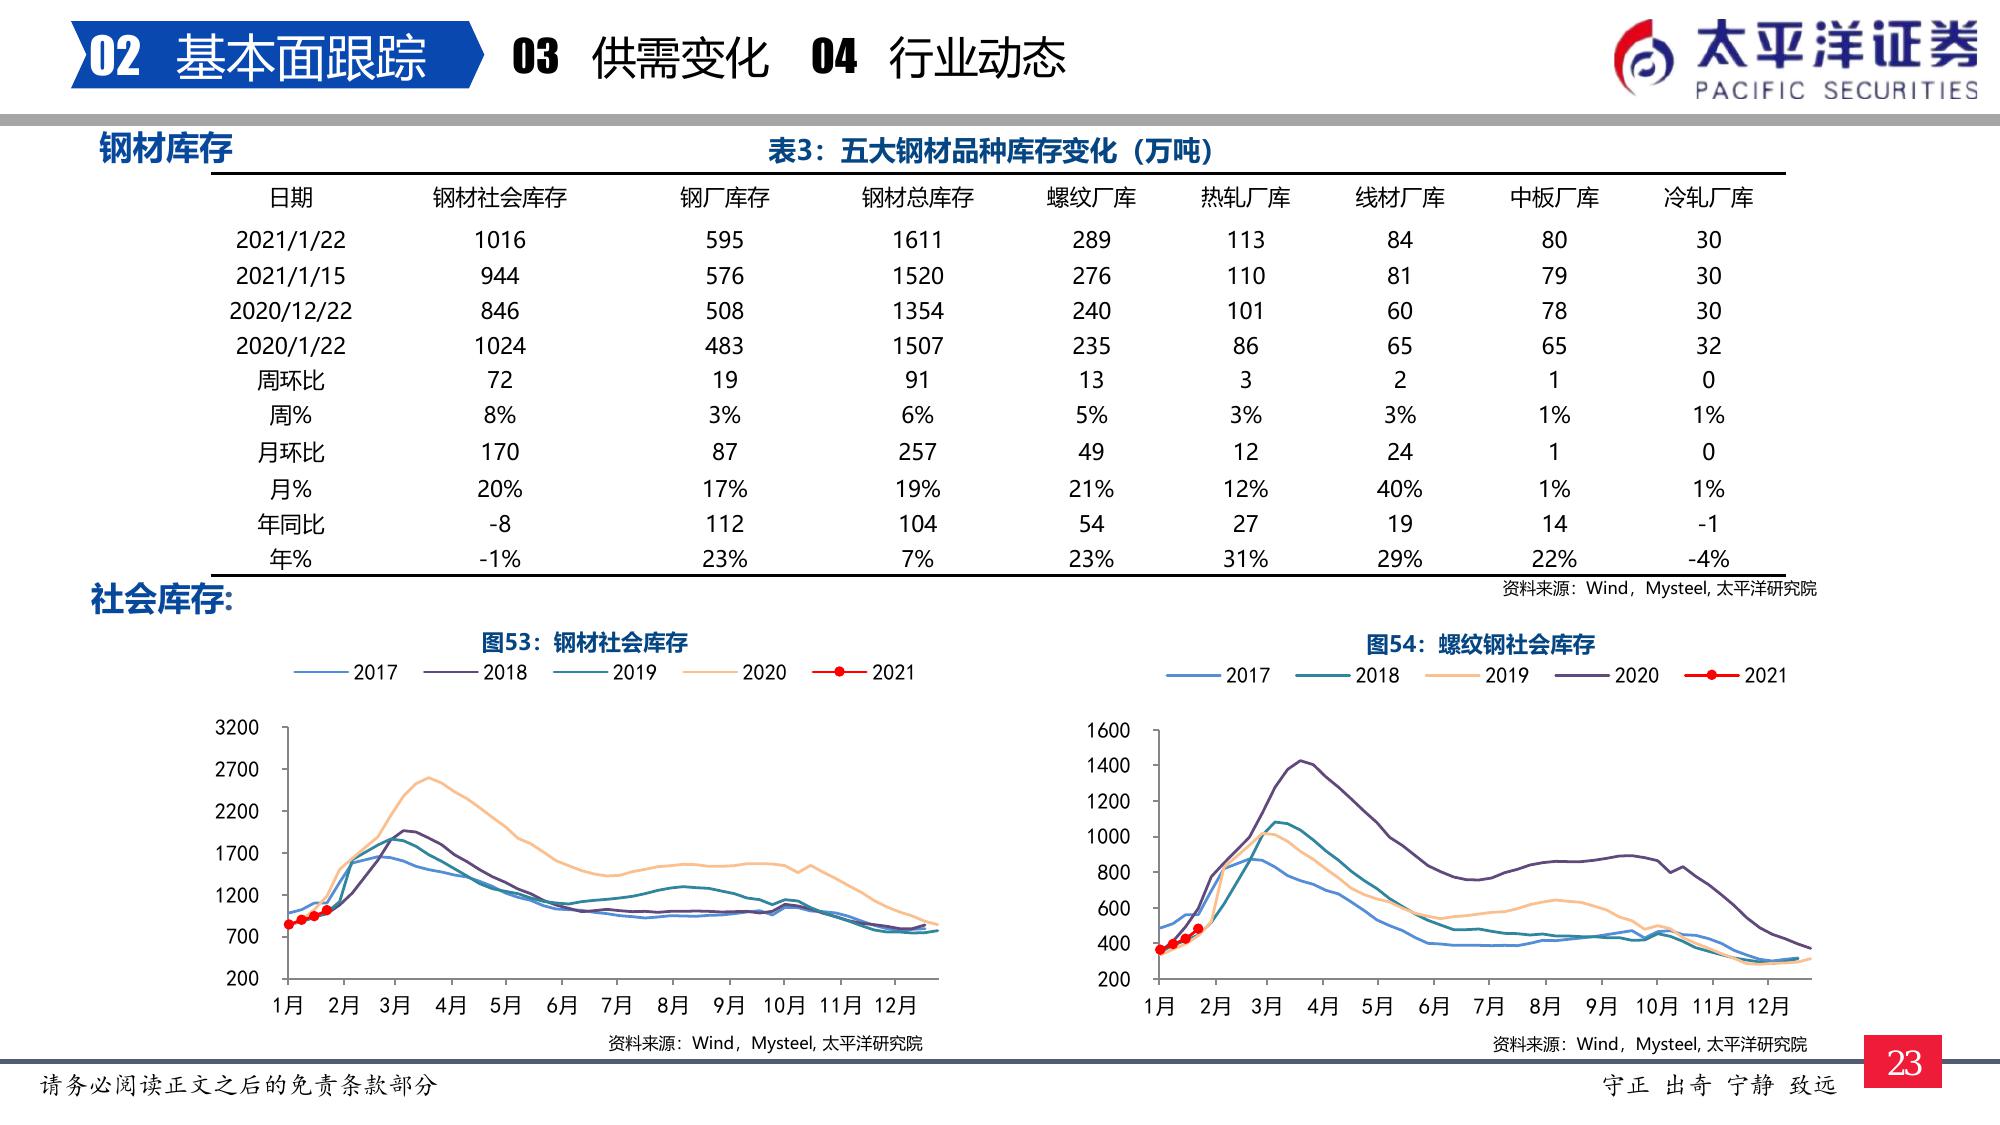 02 基本面跟踪 03 供需变化 04 行业动态
太平洋证券
PACIFIC SECURITIES
钢材库存
表3：五大钢材品种库存变化（万吨）
日期 钢材社会库存 钢厂库存 钢材总库存 螺纹厂库 热轧厂库 线材厂库 中板厂库 冷轧厂库
2021/1/22 1016 595 1611 289 113 84 80 30
2021/1/15 944 576 1520 276 110 81 79 30
2020/12/22 846 508 1354 240 101 60 78 30
2020/1/22 1024 483 1507 235 86 65 65 32
周环比 72 19 91 13 3 2 1 0
周% 8% 3% 6% 5% 3% 3% 1% 1%
月环比 170 87 257 49 12 24 1 0
月% 20% 17% 19% 21% 12% 40% 1% 1%
年同比 -8 112 104 54 27 19 14 -1
年% -1% 23% 7% 23% 31% 29% 22% -4%
资料来源：Wind，Mysteel, 太平洋研究院
社会库存:
图53：钢材社会库存
2017 2018 2019 2020 2021
3200
2700
2200
1700
1200
700
200
1月 2月 3月 4月 5月 6月 7月 8月 9月 10月 11月 12月
资料来源：Wind，Mysteel, 太平洋研究院
图54：螺纹钢社会库存
2017 2018 2019 2020 2021
1600
1400
1200
1000
800
600
400
200
1月 2月 3月 4月 5月 6月 7月 8月 9月 10月 11月 12月
资料来源：Wind，Mysteel, 太平洋研究院
23
请务必阅读正文之后的免责条款部分
守正 出奇 宁静 致远